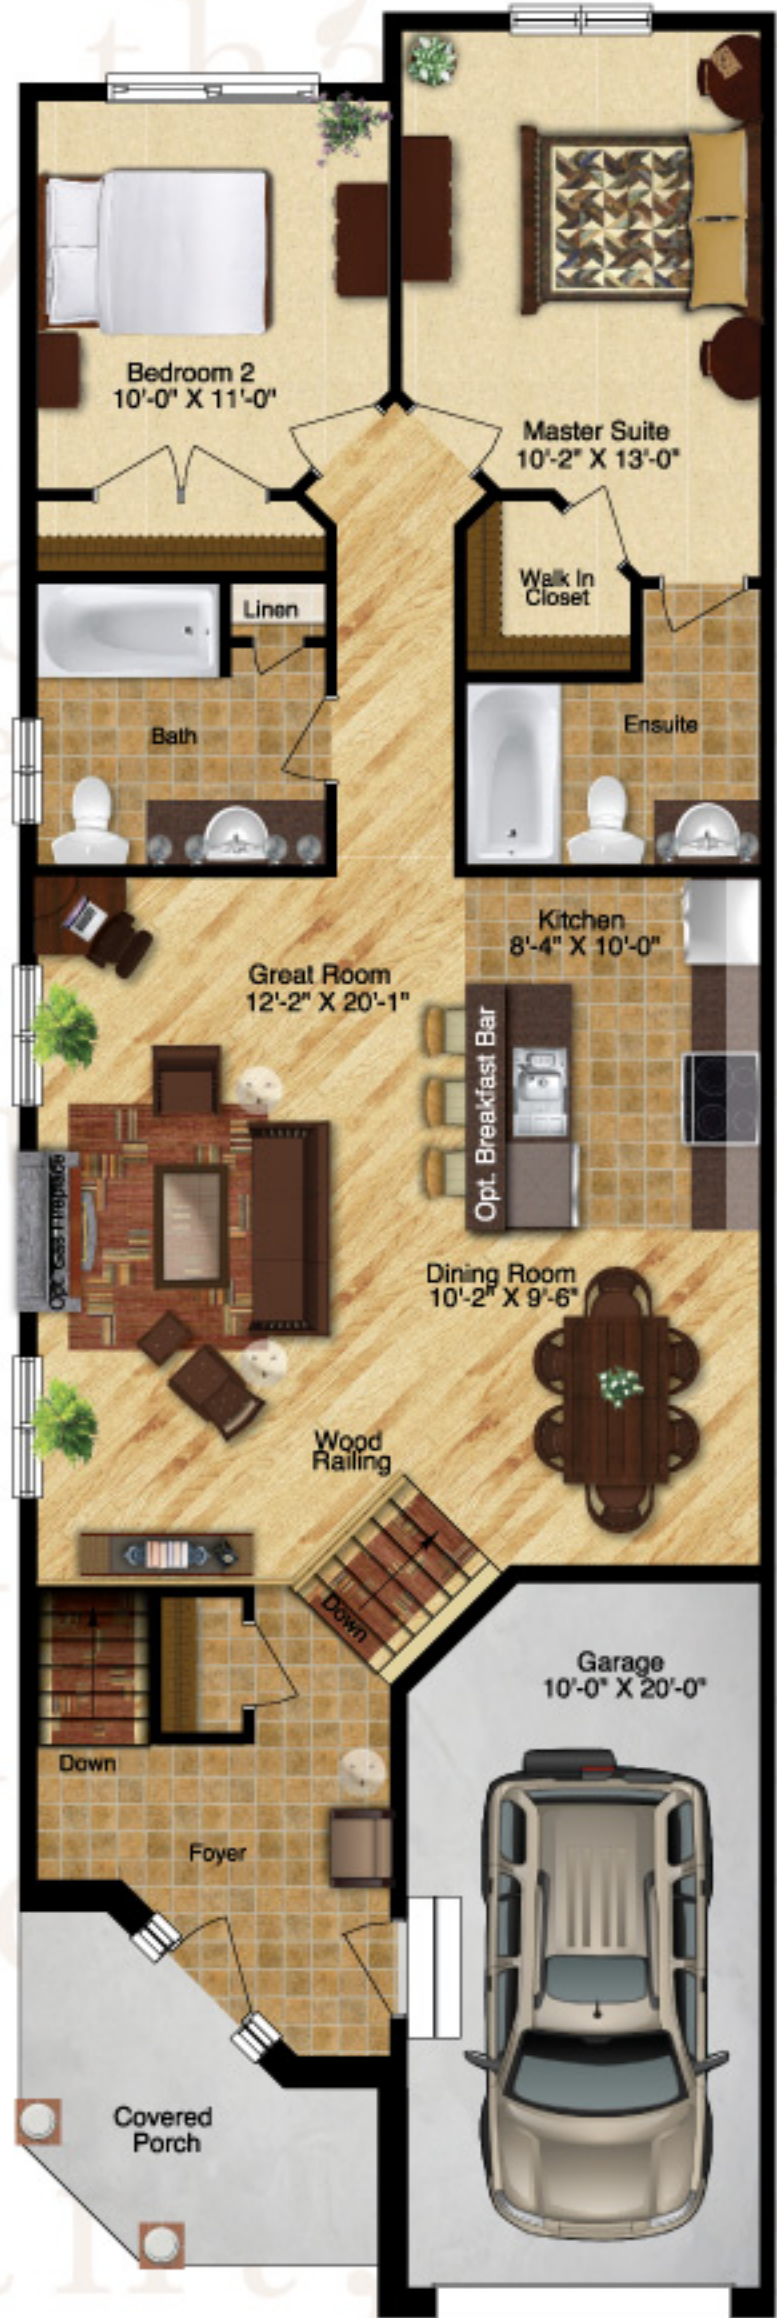 Bedroom 2
10'-0" X 11'-0"
Master Suite
10'-2" X 13'-0"
Walk In
Closet
Linen
Bath
Ensuite
Kitchen
8'-4" X 10'-0"
Great Room
12'-2" X 20'-1"
Opt. Breakfast Bar
Opt. Gas Fireplace
Dining Room
10'-2" X 9'-6"
Wood
Railing
Down
Garage
10'-0" X 20'-0"
Down
Foyer
Covered
Porch